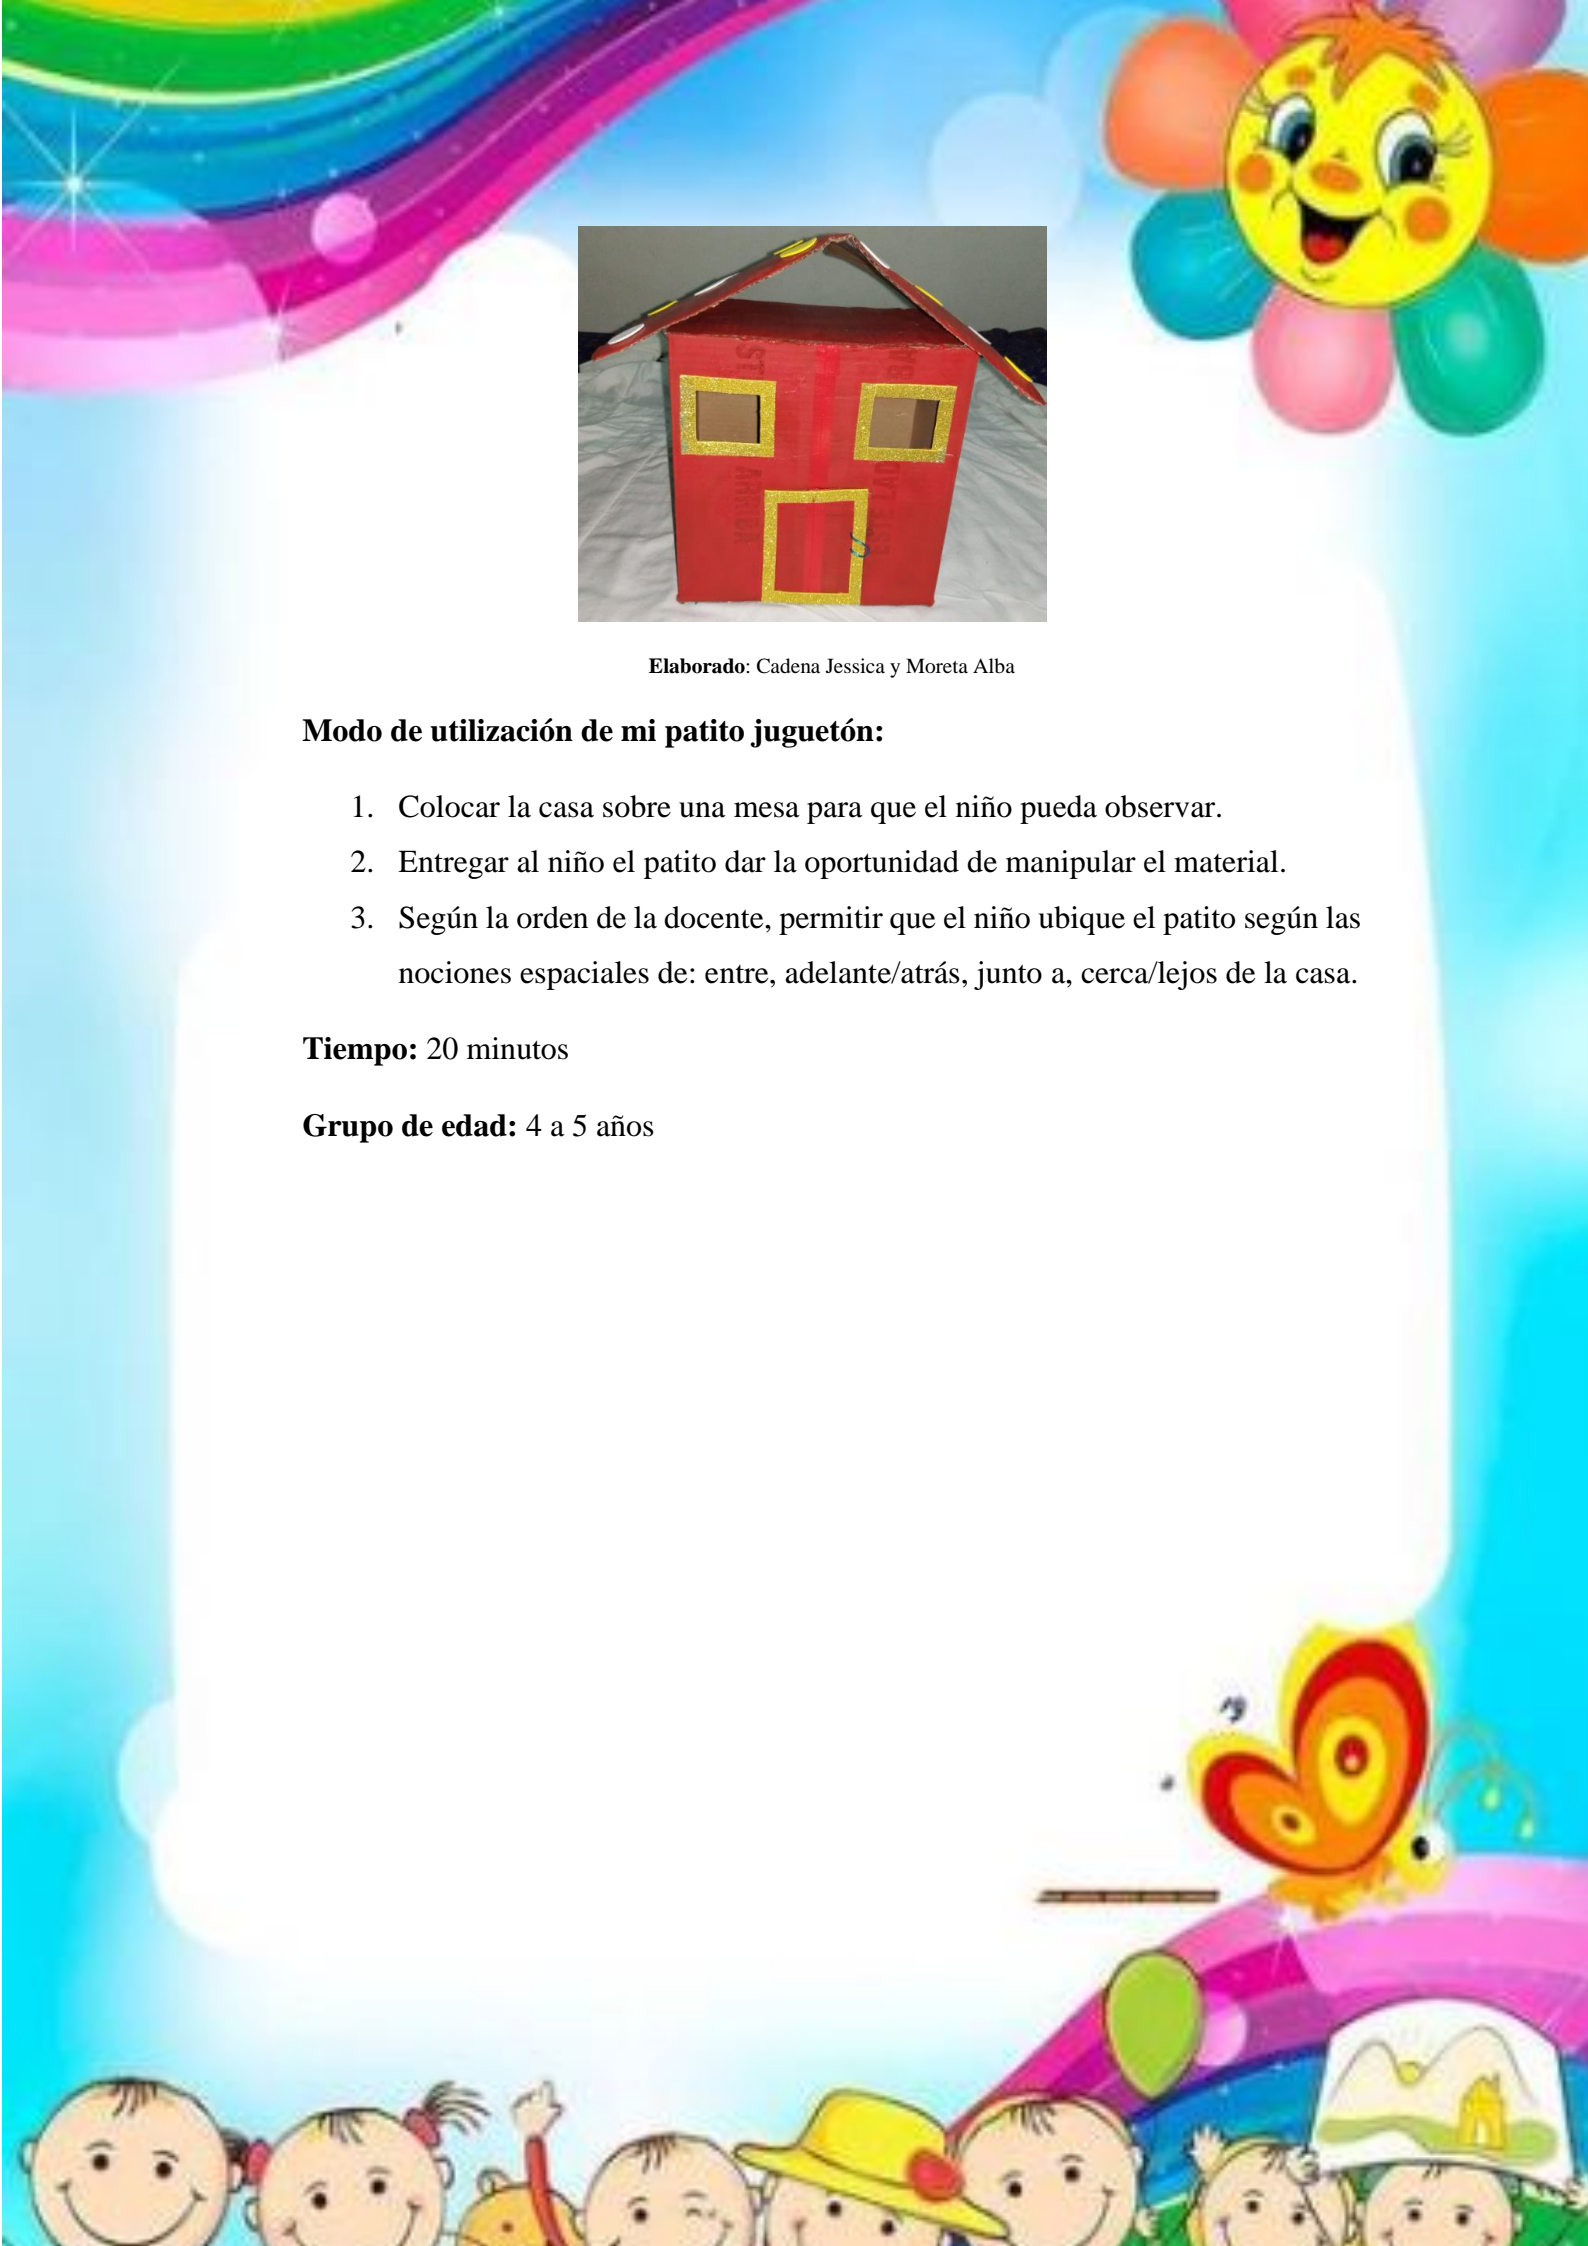 Elaborado: Cadena Jessica y Moreta Alba
Modo de utilización de mi patito juguetón:
1. Colocar la casa sobre una mesa para que el niño pueda observar.
2. Entregar al niño el patito dar la oportunidad de manipular el material.
3. Según la orden de la docente, permitir que el niño ubique el patito según las
nociones espaciales de: entre, adelante/atrás, junto a, cerca/lejos de la casa.
Tiempo: 20 minutos
Grupo de edad: 4 a 5 años